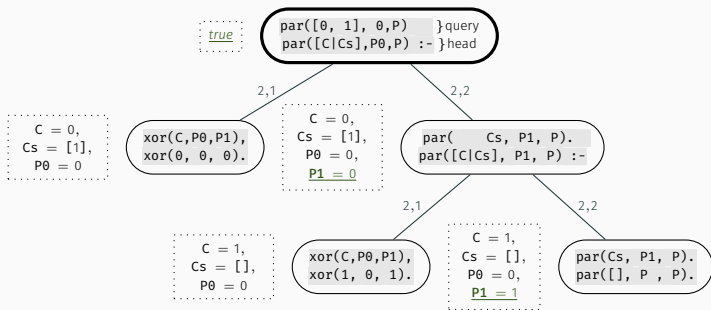 true
par([0, 1], 0,P) }query
par([C|Cs],P0,P) :- }head
2,1
2,2
C = 0,
Cs = [1],
P0 = 0
xor(C,P0,P1),
xor(0, 0, 0).
C = 0,
Cs = [1],
P0 = 0,
P1 = 0
par( Cs, P1, P).
par([C|Cs], P1, P) :-
2,1
2,2
C = 1,
Cs = [],
P0 = 0
xor(C,P0,P1),
xor(1, 0, 1).
C = 1,
Cs = [],
P0 = 0,
P1 = 1
par(Cs, P1, P).
par([], P , P).